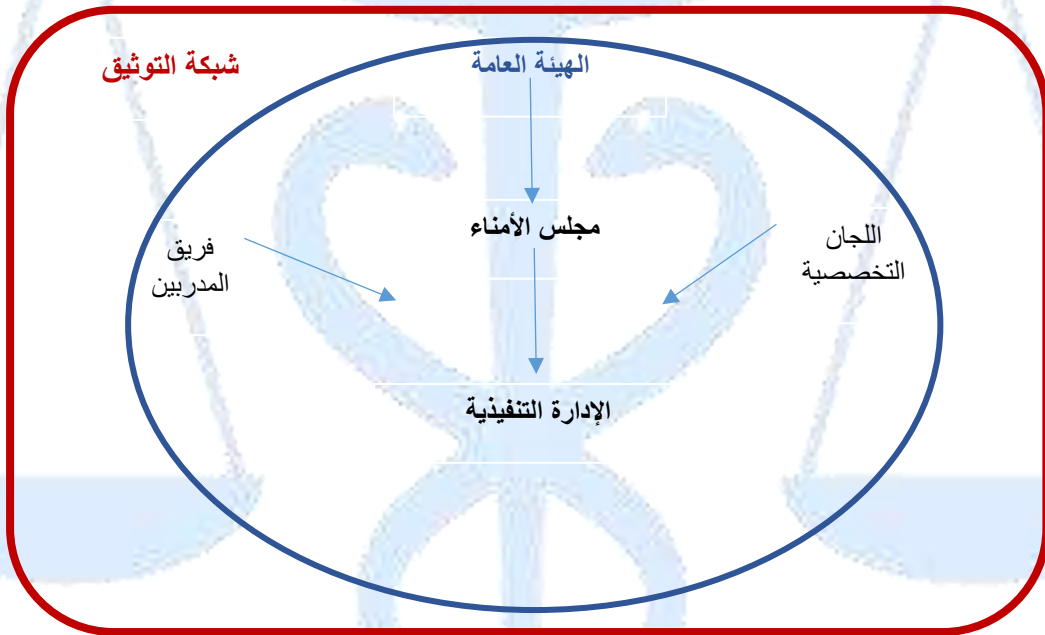 شبكة التوثيق
الهيئة العامة
مجلس الأمناء
اللجان
التخصصية
فريق
المدربين
الإدارة التنفيذية